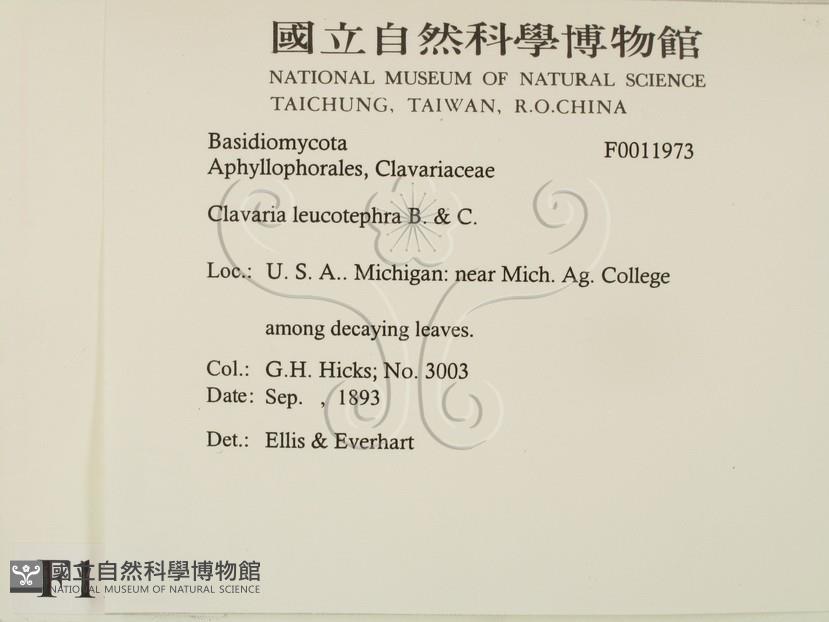 國立自然科學博物館
NATIONAL MUSEUM OF NATURAL SCIENCE
TAICHUNG, TAIWAN, R.O.CHINA
Basidiomycota F0011973
Aphyllophorales, Clavariaceae
Clavaria leucotephra B. & C.
Loc.: U. S. A.. Michigan: near Mich. Ag. College
among decaying leaves.
Col.: G.H. Hicks; No. 3003
Date: Sep. , 1893
Det.: Ellis & Everhart
F1
國立自然科學博物館
NATIONAL MUSEUM OF NATURAL SCIENCE